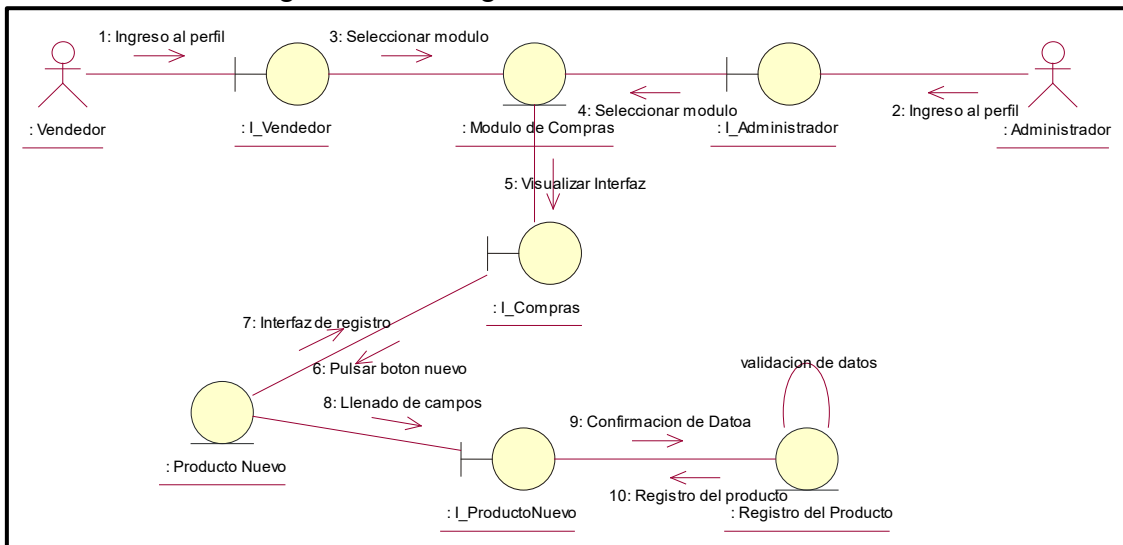 1: Ingreso al perfil
3: Seleccionar modulo
4: Seleccionar modulo
2: Ingreso al perfil
: Vendedor
: I_Vendedor
: Modulo de Compras
: I_Administrador
: Administrador
5: Visualizar Interfaz
: I_Compras
7: Interfaz de registro
6: Pulsar boton nuevo
validacion de datos
8: Llenado de campos
9: Confirmacion de Datoa
: Producto Nuevo
10: Registro del producto
: I_ProductoNuevo
: Registro del Producto